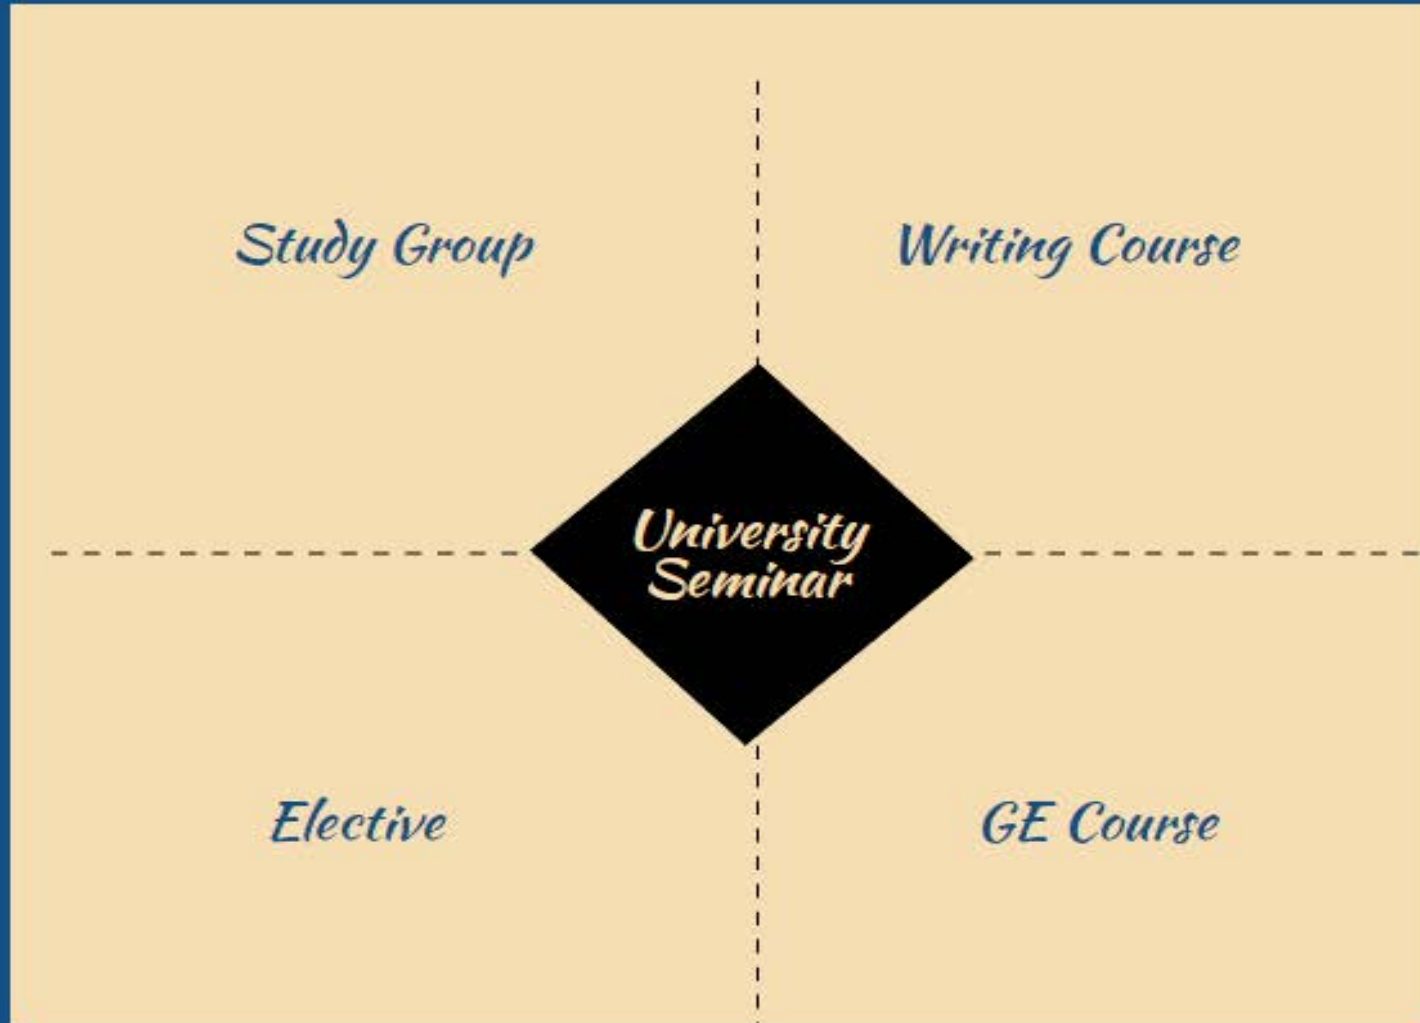 Study Group
Writing Course
University
Seminar
Elective
GE Course